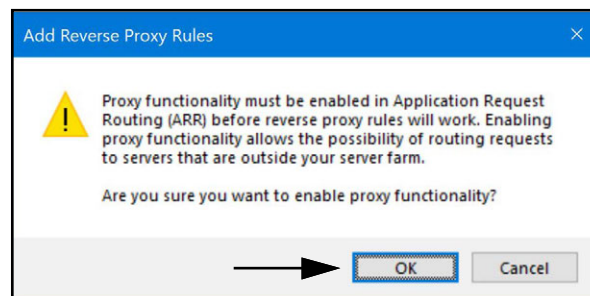 Add Reverse Proxy Rules
Proxy functionality must be enabled in Application Request
Routing (ARR) before reverse proxy rules will work. Enabling
proxy functionality allows the possibility of routing requests
to servers that are outside your server farm.
Are you sure you want to enable proxy functionality?
OK
Cancel